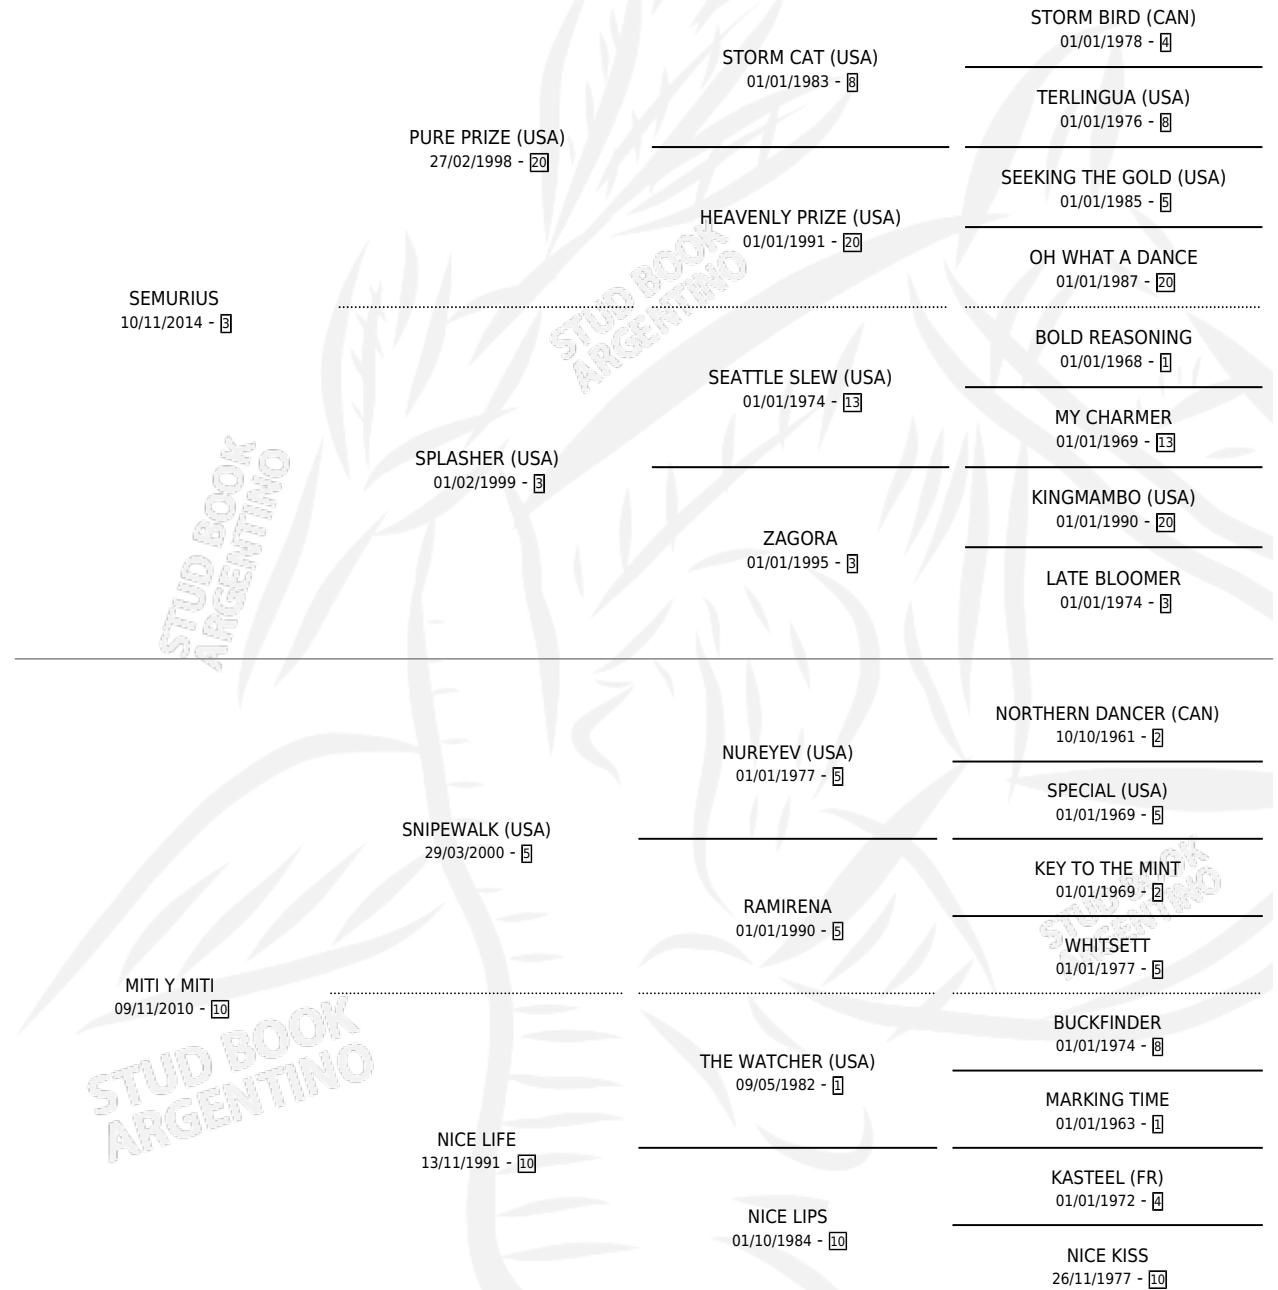 STORM BIRD (CAN)
01/01/1978 - 4
STORM CAT (USA)
01/01/1983 - 8
TERLINGUA (USA)
01/01/1976 - 8
PURE PRIZE (USA)
27/02/1998 - 20
SEEKING THE GOLD (USA)
01/01/1985 - 5
HEAVENLY PRIZE (USA)
01/01/1991 - 20
OH WHAT A DANCE
01/01/1987 - 20
SEMURIUS
10/11/2014 - 3
BOLD REASONING
01/01/1968 - 1
SEATTLE SLEW (USA)
01/01/1974 - 13
MY CHARMER
01/01/1969 - 13
SPLASHER (USA)
01/02/1999 - 3
KINGMAMBO (USA)
01/01/1990 - 20
ZAGORA
01/01/1995 - 3
LATE BLOOMER
01/01/1974 - 3
NORTHERN DANCER (CAN)
10/10/1961 - 2
NUREYEV (USA)
01/01/1977 - 5
SPECIAL (USA)
01/01/1969 - 5
SNIPEWALK (USA)
29/03/2000 - 5
KEY TO THE MINT
01/01/1969 - 2
RAMIRENA
01/01/1990 - 5
WHITSETT
01/01/1977 - 5
MITI Y MITI
09/11/2010 - 10
BUCKFINDER
01/01/1974 - 8
THE WATCHER (USA)
09/05/1982 - 1
MARKING TIME
01/01/1963 - 1
NICE LIFE
13/11/1991 - 10
KASTEEL (FR)
01/01/1972 - 4
NICE LIPS
01/10/1984 - 10
NICE KISS
26/11/1977 - 10
STUD BOOK
ARGENTINO
STUD BOOK
ARGENTINO
STUD BOOK
ARGENTINO
STUD BOOK
ARGENTINO